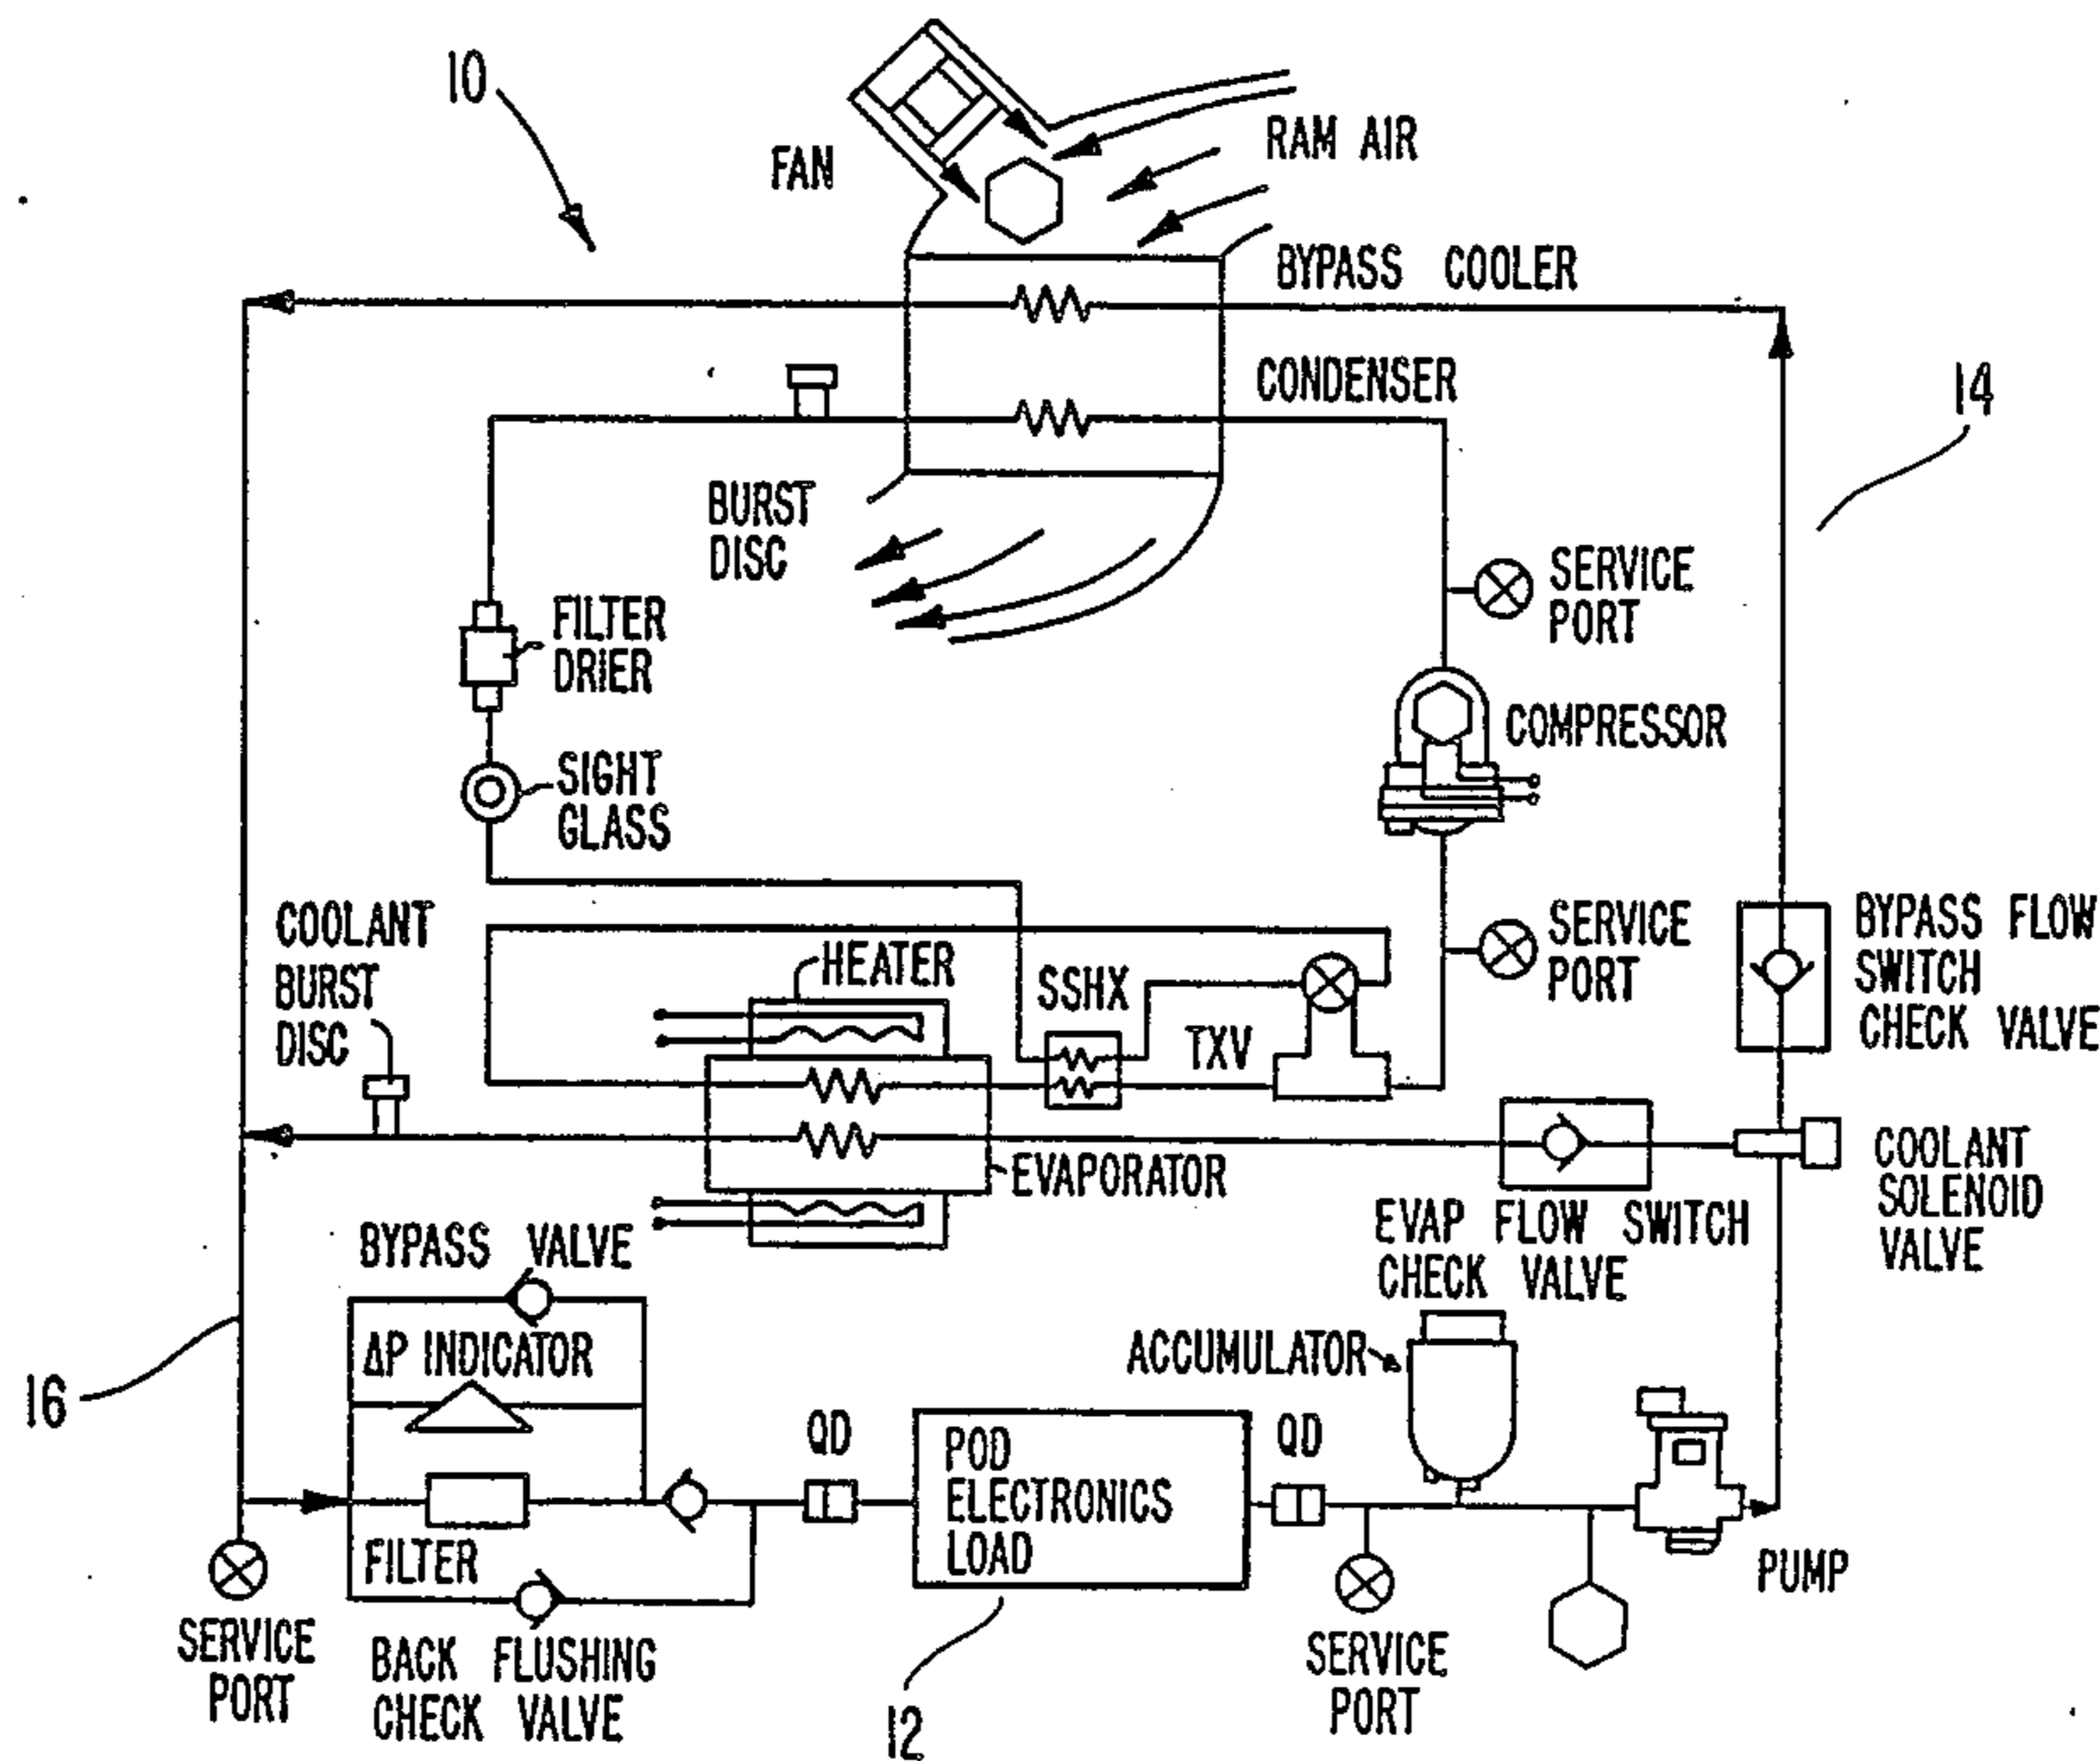 10
FAN
RAM AIR
BYPASS COOLER
CONDENSER
14
BURST
DISC
SERVICE
PORT
FILTER
DRIER
COMPRESSOR
SIGHT
GLASS
COOLANT
BURST
DISC
HEATER
SSHX
TXV
SERVICE
PORT
BYPASS FLOW
SWITCH
CHECK VALVE
EVAPORATOR
EVAP FLOW SWITCH
CHECK VALVE
COOLANT
SOLENOID
VALVE
BYPASS VALVE
ΔP INDICATOR
ACCUMULATOR
16
QD
POD
ELECTRONICS
LOAD
QD
FILTER
PUMP
SERVICE
PORT
BACK FLUSHING
CHECK VALVE
12
SERVICE
PORT